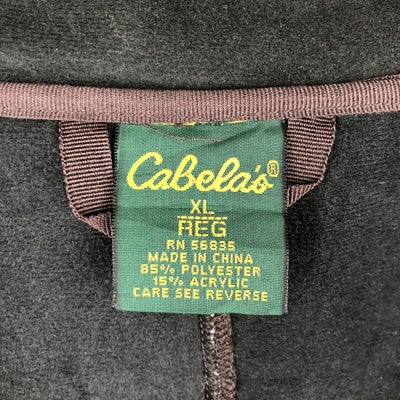 Cabela's®
XL
REG
RN 56835
MADE IN CHINA
85% POLYESTER
15% ACRYLIC
CARE SEE REVERSE